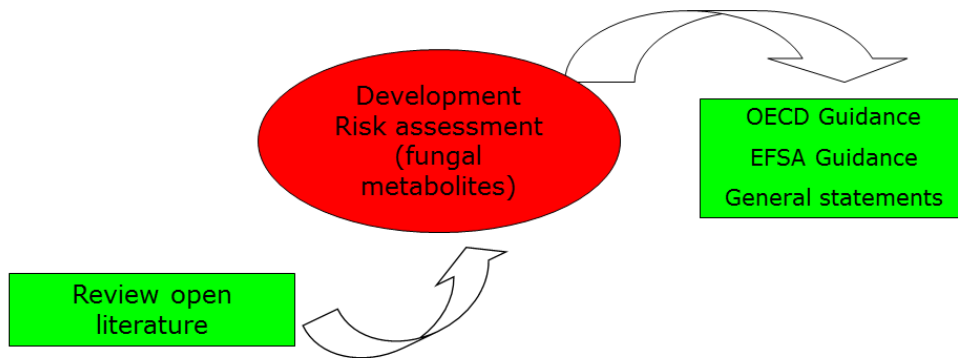 Development
Risk assessment
(fungal
metabolites)
OECD Guidance
EFSA Guidance
General statements
Review open
literature